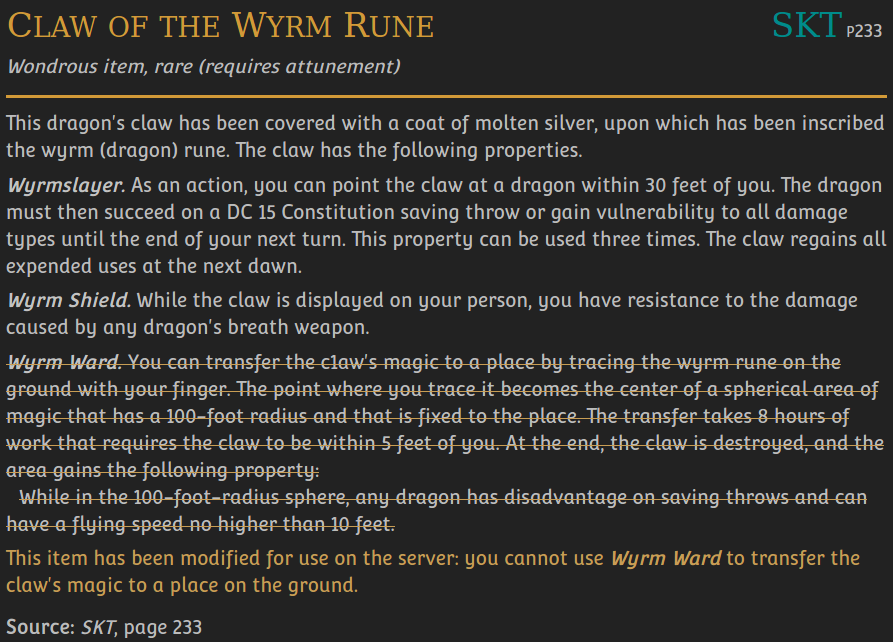 Claw of the Wyrm Rune SKT P233
Wondrous item, rare (requires attunement)
This dragon's claw has been covered with a coat of molten silver, upon which has been inscribed
the wyrm (dragon) rune. The claw has the following properties.
Wyrmslayer. As an action, you can point the claw at a dragon within 30 feet of you. The dragon
must then succeed on a DC 15 Constitution saving throw or gain vulnerability to all damage
types until the end of your next turn. This property can be used three times. The claw regains all
expended uses at the next dawn.
Wyrm Shield. While the claw is displayed on your person, you have resistance to the damage
caused by any dragon's breath weapon.
Wyrm Ward. You can transfer the c1aw's magic to a place by tracing the wyrm rune on the
ground with your finger. The point where you trace it becomes the center of a spherical area of
magic that has a 100-foot radius and that is fixed to the place. The transfer takes 8 hours of
work that requires the claw to be within 5 feet of you. At the end, the claw is destroyed, and the
area gains the following property:
While in the 100-foot-radius sphere, any dragon has disadvantage on saving throws and can
have a flying speed no higher than 10 feet.
This item has been modified for use on the server: you cannot use Wyrm Ward to transfer the
claw's magic to a place on the ground.
Source: SKT, page 233